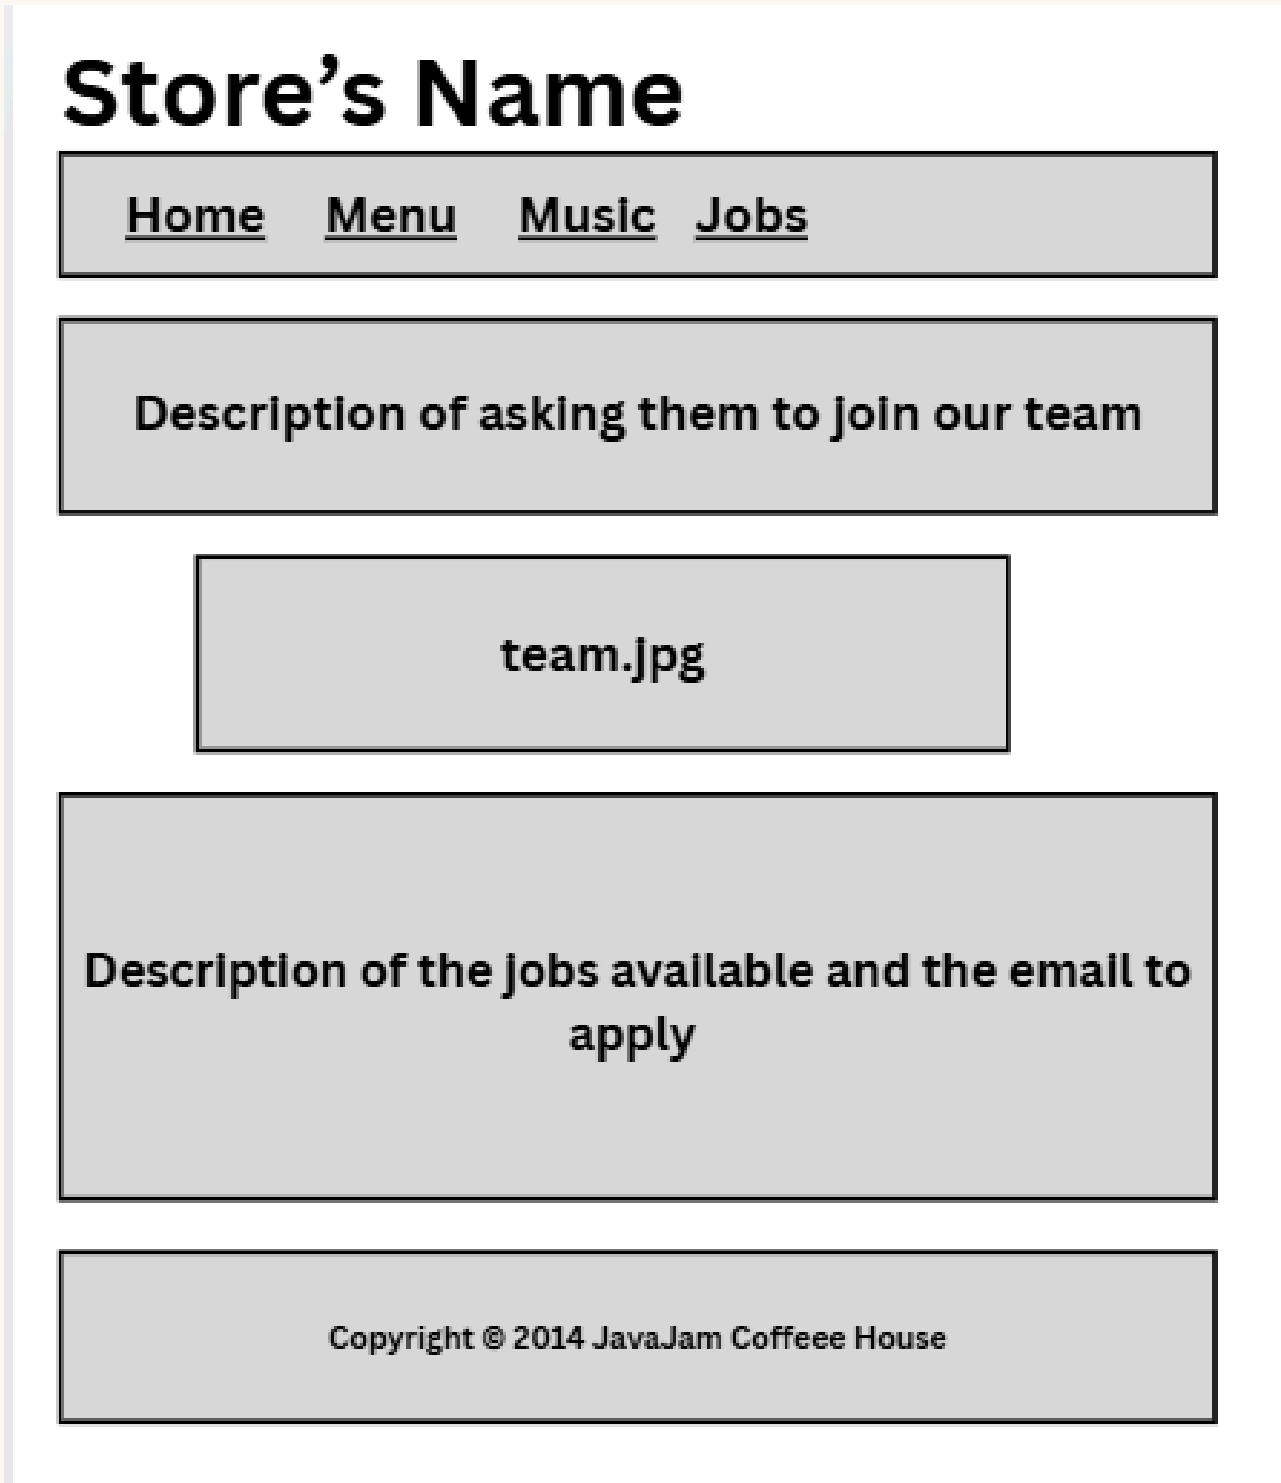 Store’s Name
Home Menu Music Jobs
Description of asking them to join our team
team.jpg
Description of the jobs available and the email to
apply
Copyright © 2014 JavaJam Coffeee House